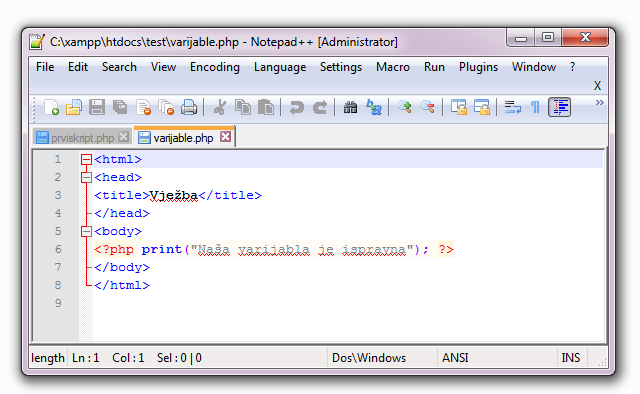 C:\xampp\htdocs\test\varijable.php - Notepad++ [Administrator]
File Edit Search View Encoding Language Settings Macro Run Plugins Window ?
X
prviskript.php varijable.php
1 <html>
2 <head>
3 <title>Vježba</title>
4 </head>
5 <body>
6 <?php print("Naša varijabla je ispravna"); ?>
7 </body>
8 </html>
9
length Ln : 1 Col : 1 Sel : 0 | 0 Dos\Windows ANSI INS